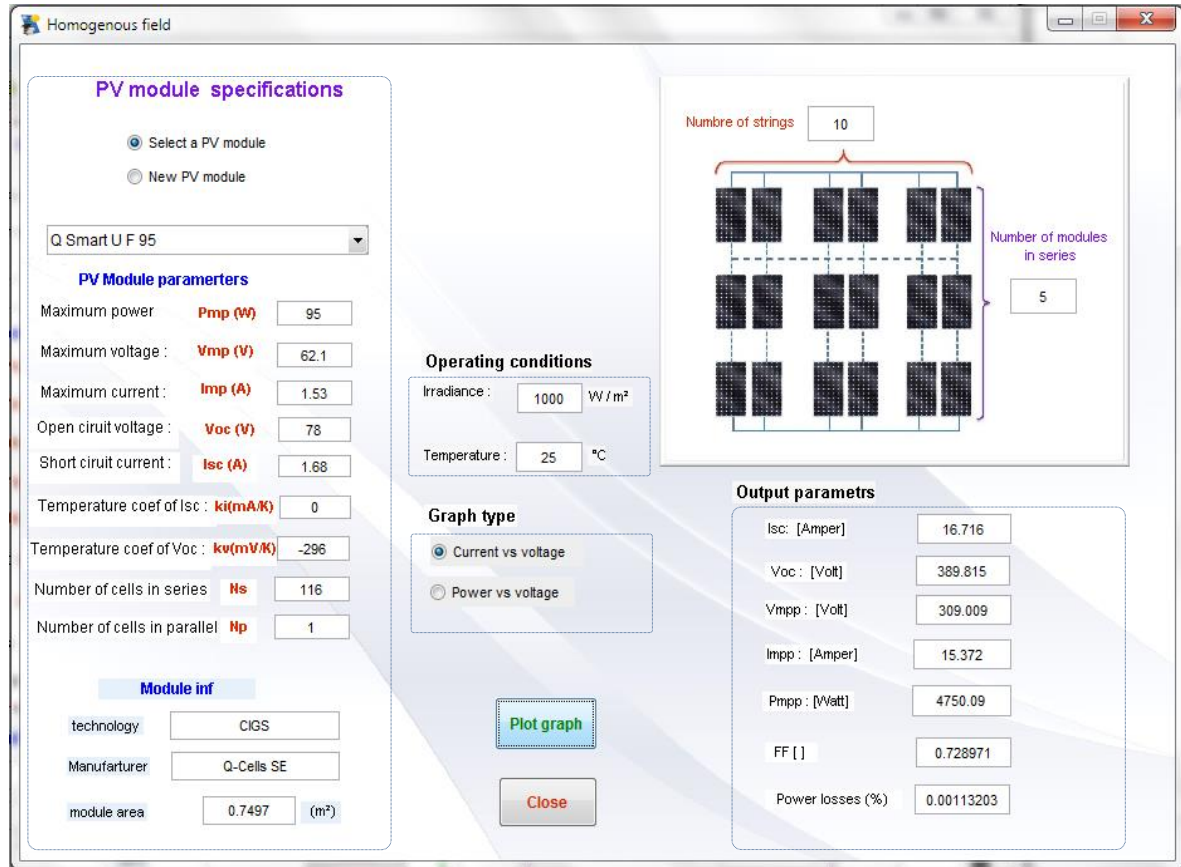 Homogenous field
PV module specifications
Select a PV module
New PV module
Q Smart U F 95
PV Module paramerters
Maximum power Pmp (W) 95
Maximum voltage : Vmp (V) 62.1
Maximum current : Imp (A) 1.53
Open ciruit voltage : Voc (V) 78
Short ciruit current : Isc (A) 1.68
Temperature coef of Isc : ki(mA/K) 0
Temperature coef of Voc : kv(mV/K) -296
Number of cells in series Ns 116
Number of cells in parallel Np 1
Module inf
technology CIGS
Manufarturer Q-Cells SE
module area 0.7497 (m²)
Operating conditions
Irradiance : 1000 W / m²
Temperature : 25 °C
Graph type
Current vs voltage
Power vs voltage
Plot graph
Close
Numbre of strings 10
Number of modules
in series
5
Output parametrs
Isc: [Amper] 16.716
Voc : [Volt] 389.815
Vmpp : [Volt] 309.009
Impp : [Amper] 15.372
Pmpp : [Watt] 4750.09
FF [ ] 0.728971
Power losses (%) 0.00113203